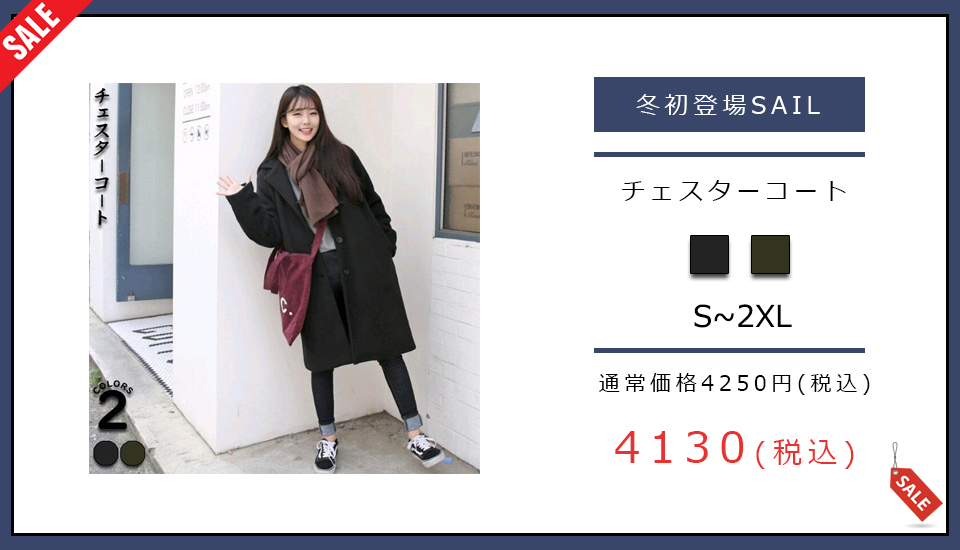 SALE
チェスターコート
COLORS
2
C.
冬初登場SAIL
チェスターコート
S~2XL
通常価格4250円(税込)
4130(税込)
SALE